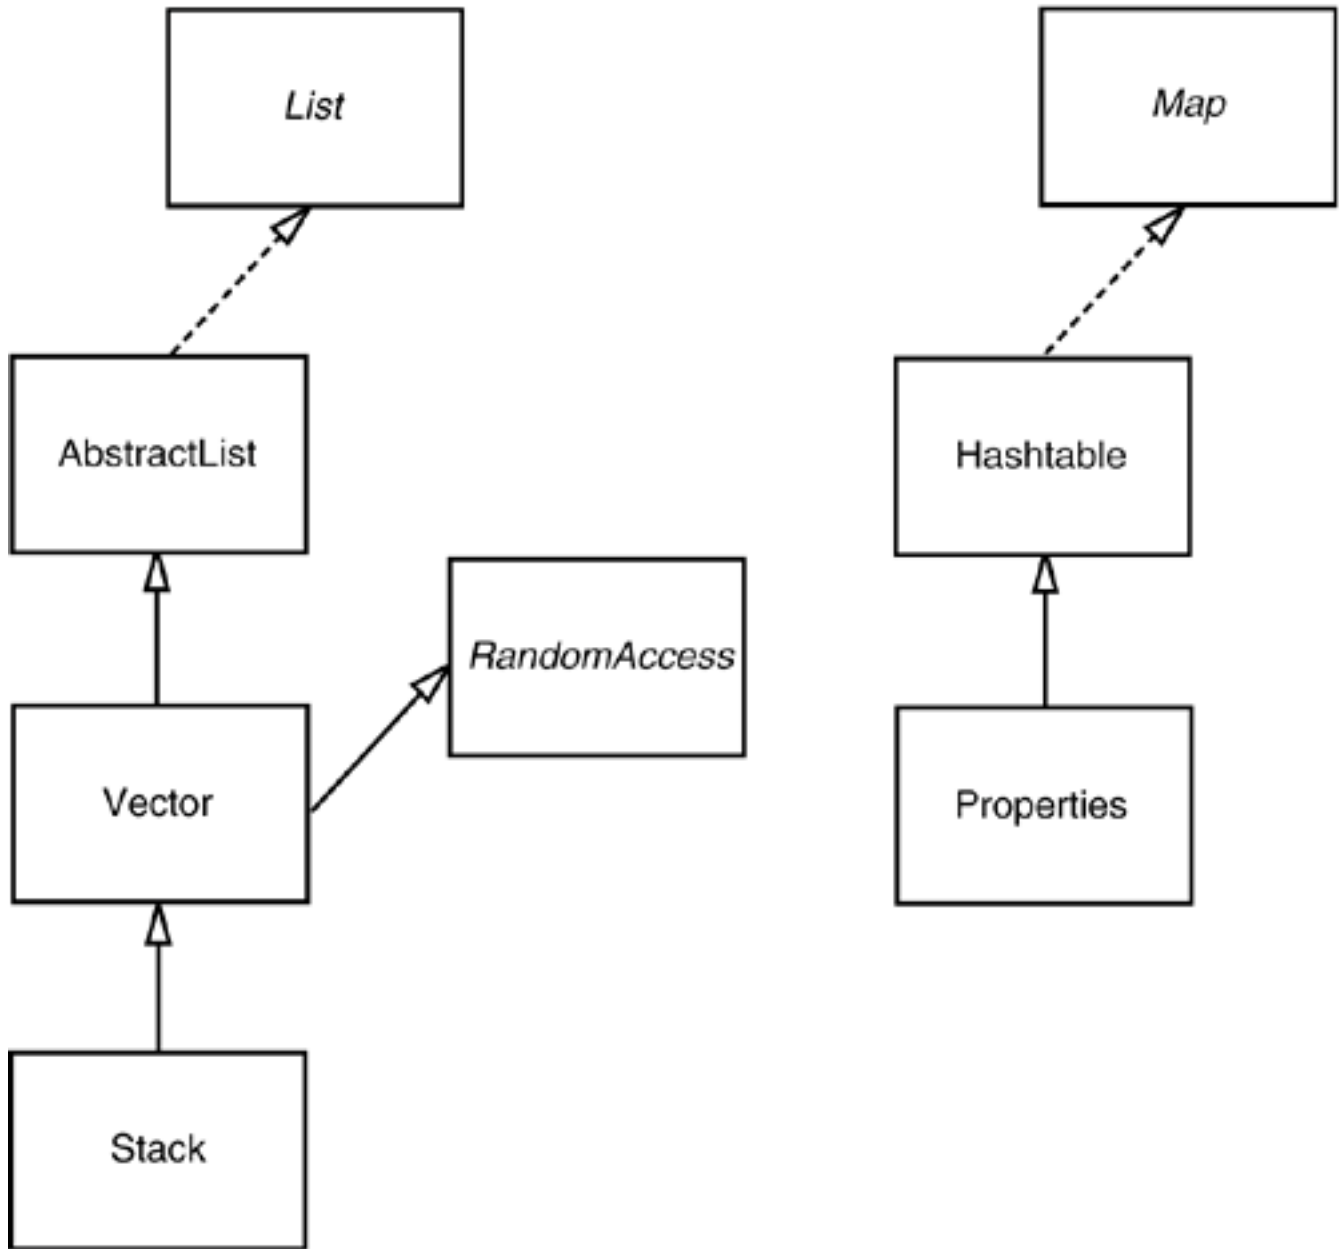 List
Map
AbstractList
Hashtable
RandomAccess
Vector
Properties
Stack